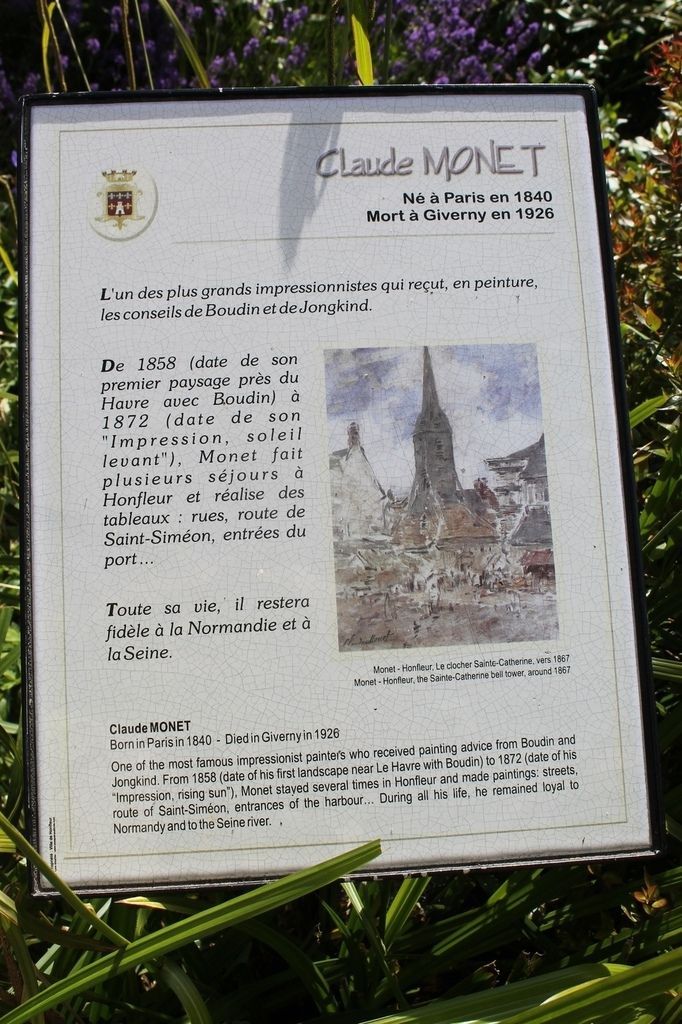 Claude MONET
Né à Paris en 1840
Mort à Giverny en 1926
L'un des plus grands impressionnistes qui reçut, en peinture,
les conseils de Boudin et de Jongkind.
De 1858 (date de son
premier paysage près du
Havre avec Boudin) à
1872 (date de son
"Impression, soleil
levant"), Monet fait
plusieurs séjours à
Honfleur et réalise des
tableaux : rues, route de
Saint-Siméon, entrées du
port...
Toute sa vie, il restera
fidèle à la Normandie et à
la Seine.
Monet - Honfleur, Le clocher Sainte-Catherine, vers 1867
Monet - Honfleur, the Sainte-Catherine bell tower, around 1867
Claude MONET
Born in Paris in 1840 - Died in Giverny in 1926
One of the most famous impressionist painters who received painting advice from Boudin and
Jongkind. From 1858 (date of his first landscape near Le Havre with Boudin) to 1872 (date of his
"Impression, rising sun"), Monet stayed several times in Honfleur and made paintings: streets,
route of Saint-Siméon, entrances of the harbour... During all his life, he remained loyal to
Normandy and to the Seine river.